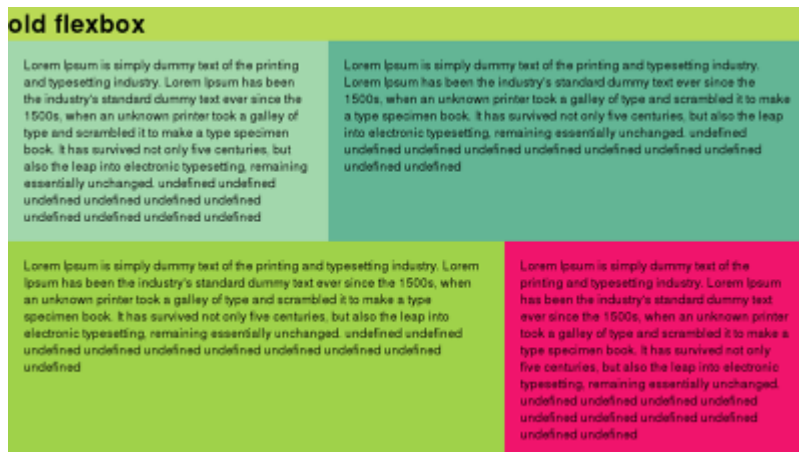 old flexbox
Lorem Ipsum is simply dummy text of the printing
and typesetting industry. Lorem Ipsum has been
the industry's standard dummy text ever since the
1500s, when an unknown printer took a galley of
type and scrambled it to make a type specimen
book. It has survived not only five centuries, but
also the leap into electronic typesetting, remaining
essentially unchanged. undefined undefined
undefined undefined undefined undefined
undefined undefined undefined undefined
Lorem Ipsum is simply dummy text of the printing and typesetting industry.
Lorem Ipsum has been the industry's standard dummy text ever since the
1500s, when an unknown printer took a galley of type and scrambled it to make
a type specimen book. It has survived not only five centuries, but also the leap
into electronic typesetting, remaining essentially unchanged. undefined
undefined undefined undefined undefined undefined undefined undefined
undefined undefined
Lorem Ipsum is simply dummy text of the printing and typesetting industry. Lorem
Ipsum has been the industry's standard dummy text ever since the 1500s, when
an unknown printer took a galley of type and scrambled it to make a type
specimen book. It has survived not only five centuries, but also the leap into
electronic typesetting, remaining essentially unchanged. undefined undefined
undefined undefined undefined undefined undefined undefined undefined
undefined
Lorem Ipsum is simply dummy text of the
printing and typesetting industry. Lorem Ipsum
has been the industry's standard dummy text
ever since the 1500s, when an unknown printer
took a galley of type and scrambled it to make a
type specimen book. It has survived not only
five centuries, but also the leap into electronic
typesetting, remaining essentially unchanged.
undefined undefined undefined undefined
undefined undefined undefined undefined
undefined undefined